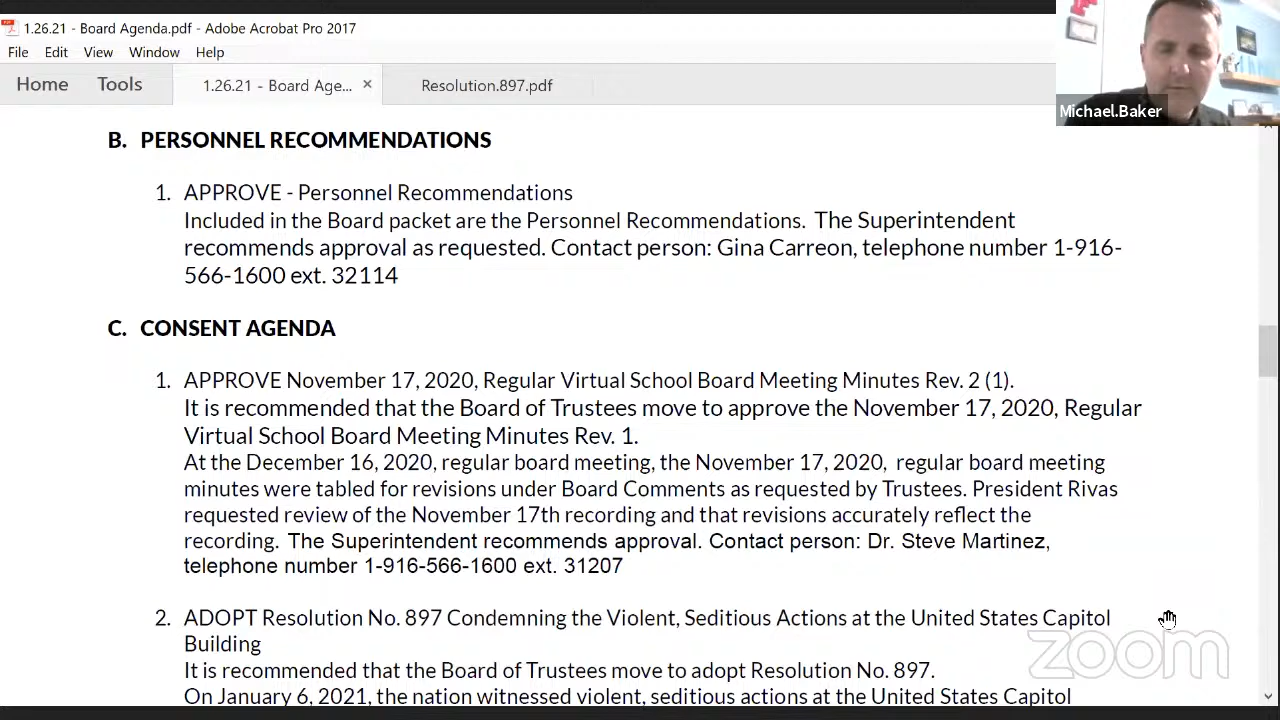 1.26.21 - Board Agenda.pdf - Adobe Acrobat Pro 2017
File Edit View Window Help
Home Tools 1.26.21 - Board Age... × Resolution.897.pdf
Michael.Baker
B. PERSONNEL RECOMMENDATIONS
1. APPROVE - Personnel Recommendations
Included in the Board packet are the Personnel Recommendations. The Superintendent
recommends approval as requested. Contact person: Gina Carreon, telephone number 1-916-
566-1600 ext. 32114
C. CONSENT AGENDA
1. APPROVE November 17, 2020, Regular Virtual School Board Meeting Minutes Rev. 2 (1).
It is recommended that the Board of Trustees move to approve the November 17, 2020, Regular
Virtual School Board Meeting Minutes Rev. 1.
At the December 16, 2020, regular board meeting, the November 17, 2020, regular board meeting
minutes were tabled for revisions under Board Comments as requested by Trustees. President Rivas
requested review of the November 17th recording and that revisions accurately reflect the
recording. The Superintendent recommends approval. Contact person: Dr. Steve Martinez,
telephone number 1-916-566-1600 ext. 31207
2. ADOPT Resolution No. 897 Condemning the Violent, Seditious Actions at the United States Capitol
Building
It is recommended that the Board of Trustees move to adopt Resolution No. 897.
On January 6, 2021, the nation witnessed violent, seditious actions at the United States Capitol
zoom